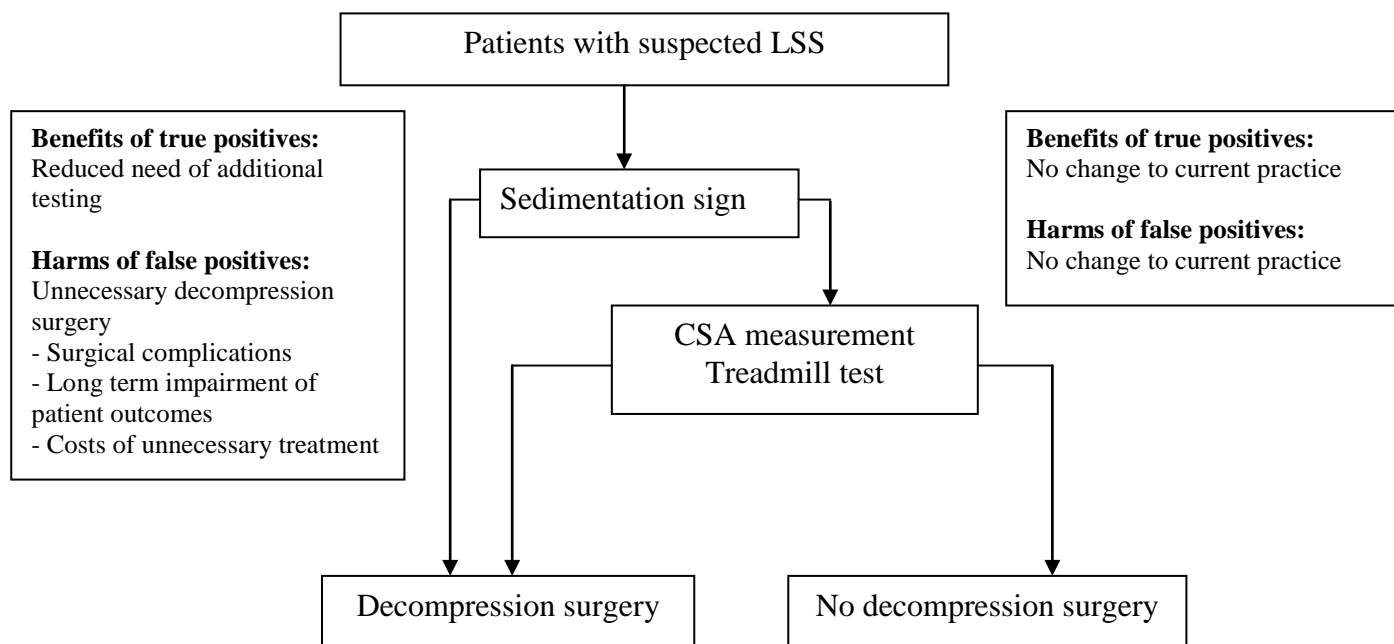 Patients with suspected LSS
Benefits of true positives:
Reduced need of additional
testing
Harms of false positives:
Unnecessary decompression
surgery
- Surgical complications
- Long term impairment of
patient outcomes
- Costs of unnecessary treatment
Sedimentation sign
Benefits of true positives:
No change to current practice
Harms of false positives:
No change to current practice
CSA measurement
Treadmill test
Decompression surgery
No decompression surgery